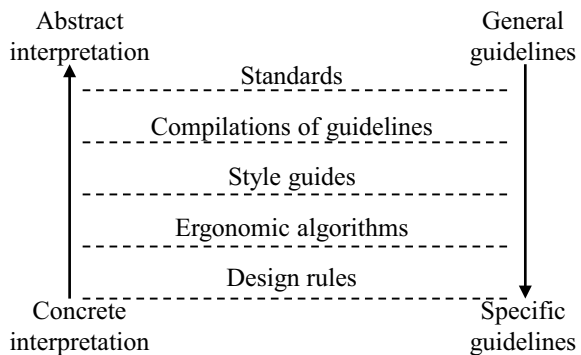 Abstract
interpretation
General
guidelines
Standards
Compilations of guidelines
Style guides
Ergonomic algorithms
Design rules
Concrete
interpretation
Specific
guidelines